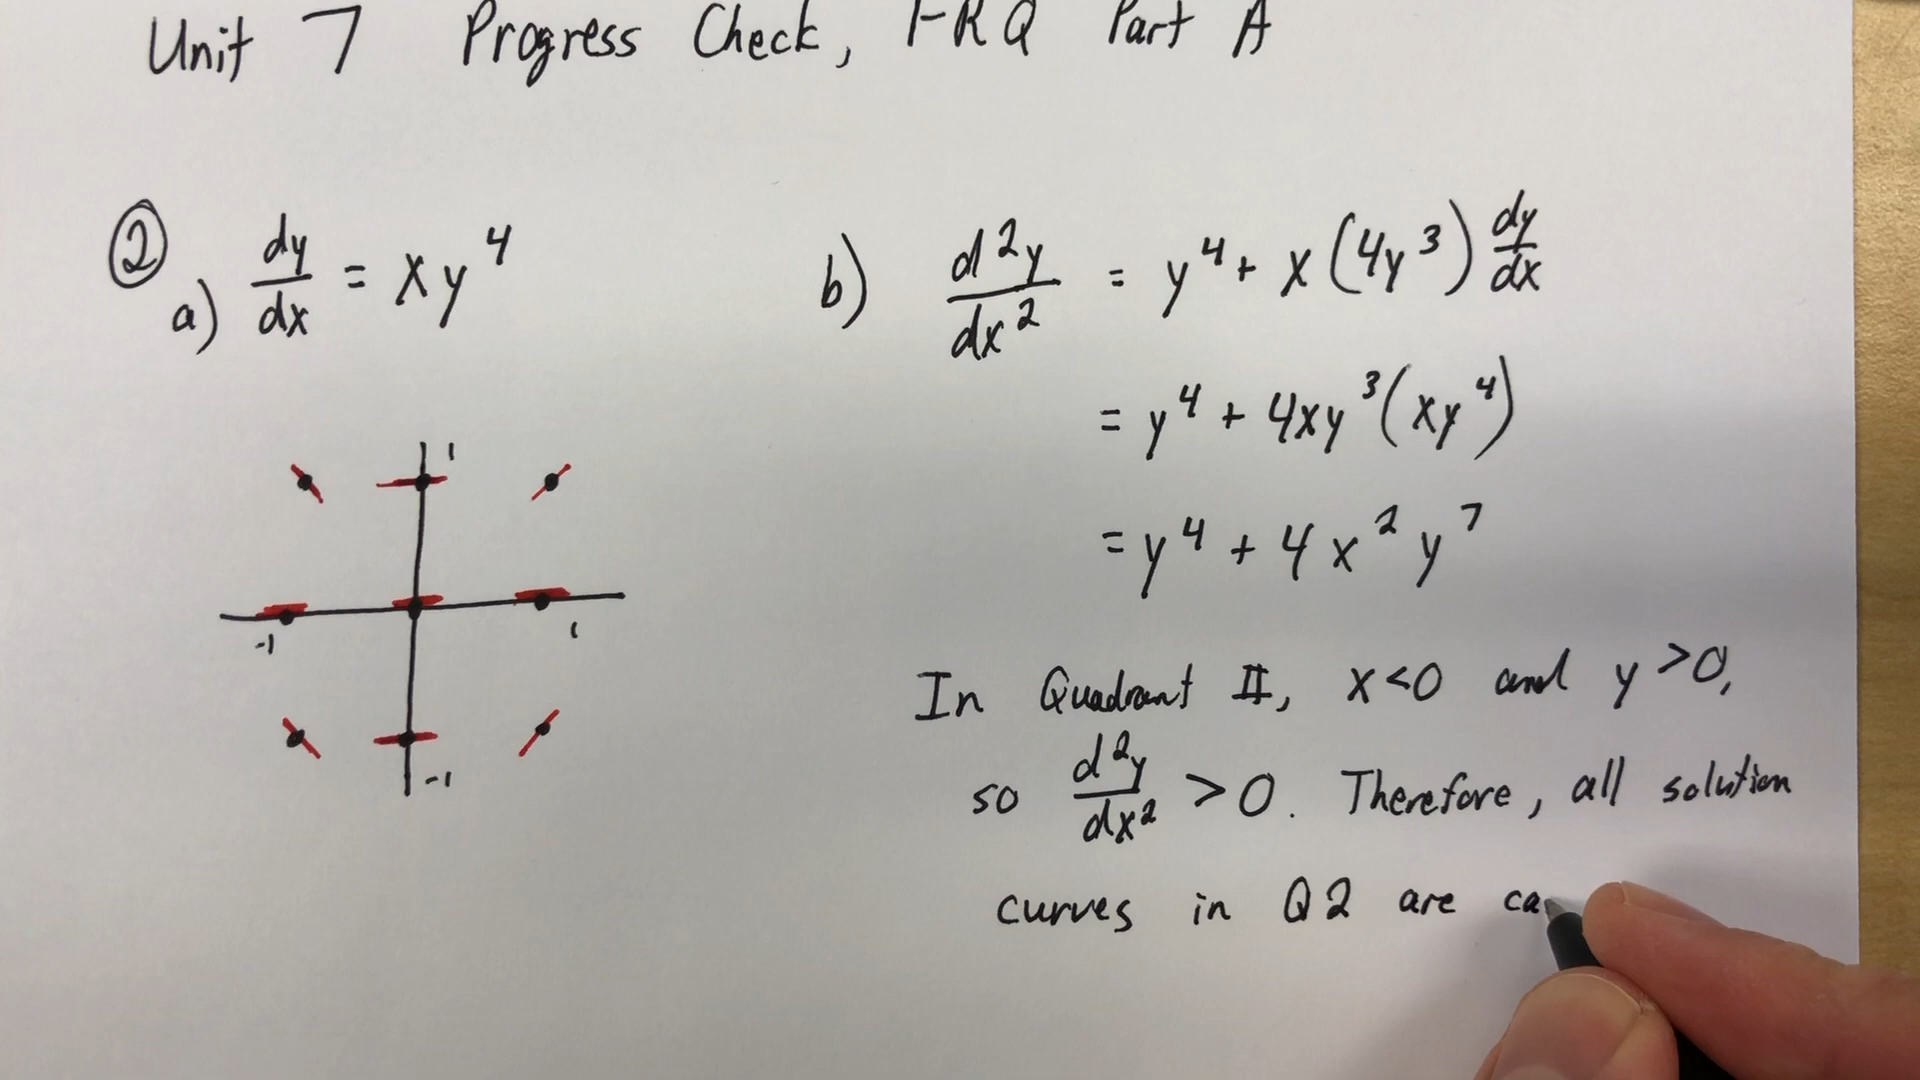 Unit 7 Progress Check, FRQ Part A
②
a) dy/dx = xy⁴
1
-1 1
-1
b) d²y/dx² = y⁴ + x(4y³) dy/dx
= y⁴ + 4xy³(xy⁴)
= y⁴ + 4x²y⁷
In Quadrant II, x<0 and y>0,
so d²y/dx² > 0. Therefore, all solution
curves in Q2 are ca